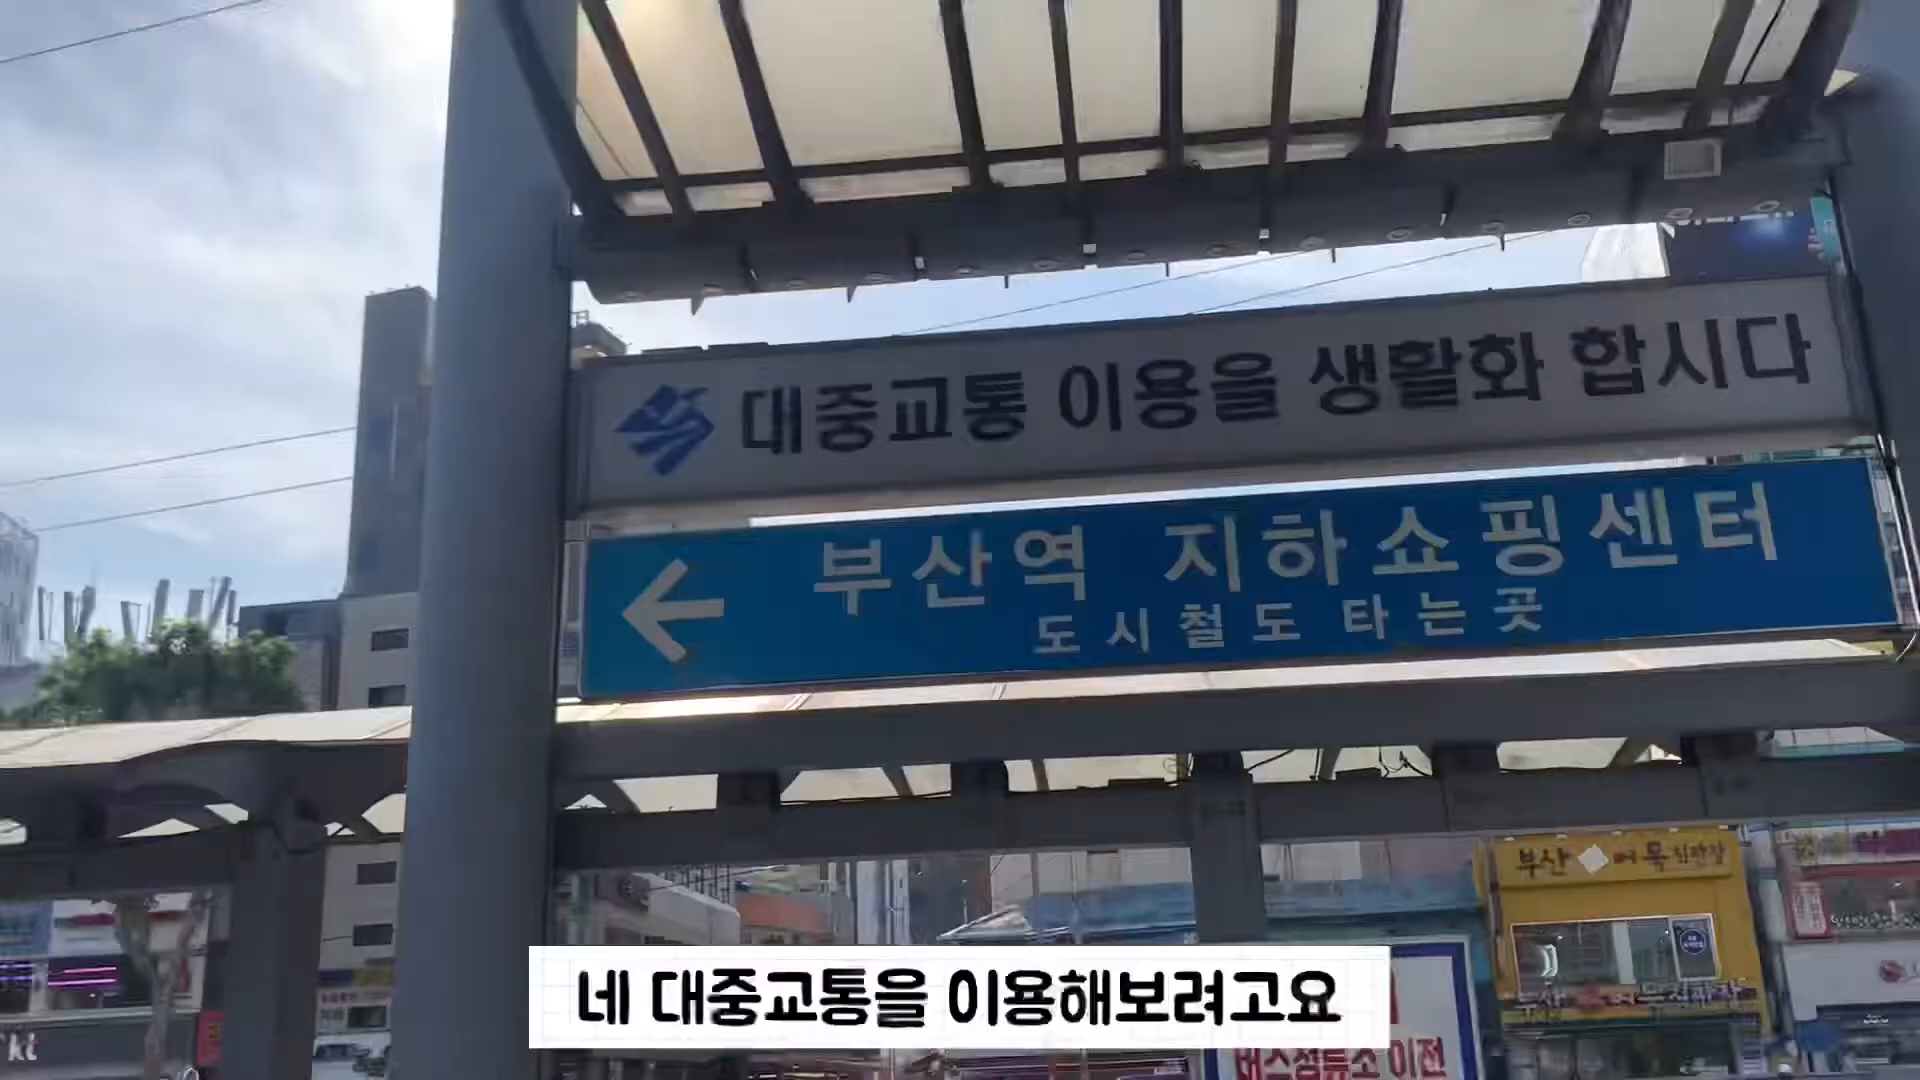 대중교통 이용을 생활화 합시다
부산역 지하쇼핑센터
도시철도 타는곳
부산
네 대중교통을 이용해보려고요
버스정류소 이전
kt